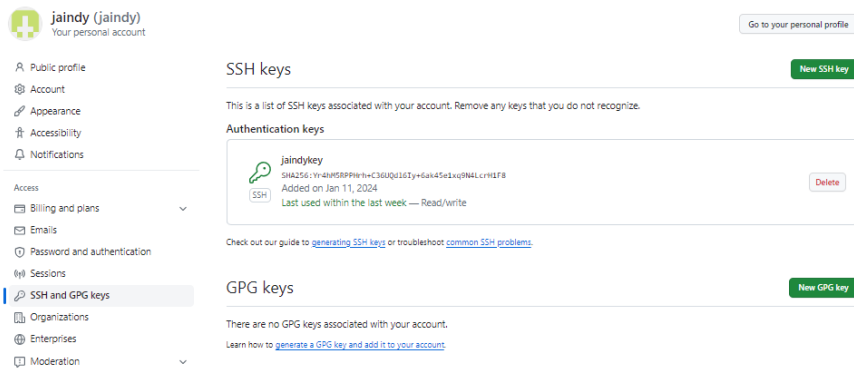 jaindy (jaindy)
Your personal account
Go to your personal profile
Public profile
Account
Appearance
Accessibility
Notifications
Access
Billing and plans
Emails
Password and authentication
Sessions
SSH and GPG keys
Organizations
Enterprises
Moderation
SSH keys
New SSH key
This is a list of SSH keys associated with your account. Remove any keys that you do not recognize.
Authentication keys
jaindykey
SHA256:Yr4hM5RPPHrh+C36UQd16Iy+6ak45e1xq9N4LcrH1F8
SSH
Added on Jan 11, 2024
Last used within the last week — Read/write
Delete
Check out our guide to generating SSH keys or troubleshoot common SSH problems.
GPG keys
New GPG key
There are no GPG keys associated with your account.
Learn how to generate a GPG key and add it to your account.